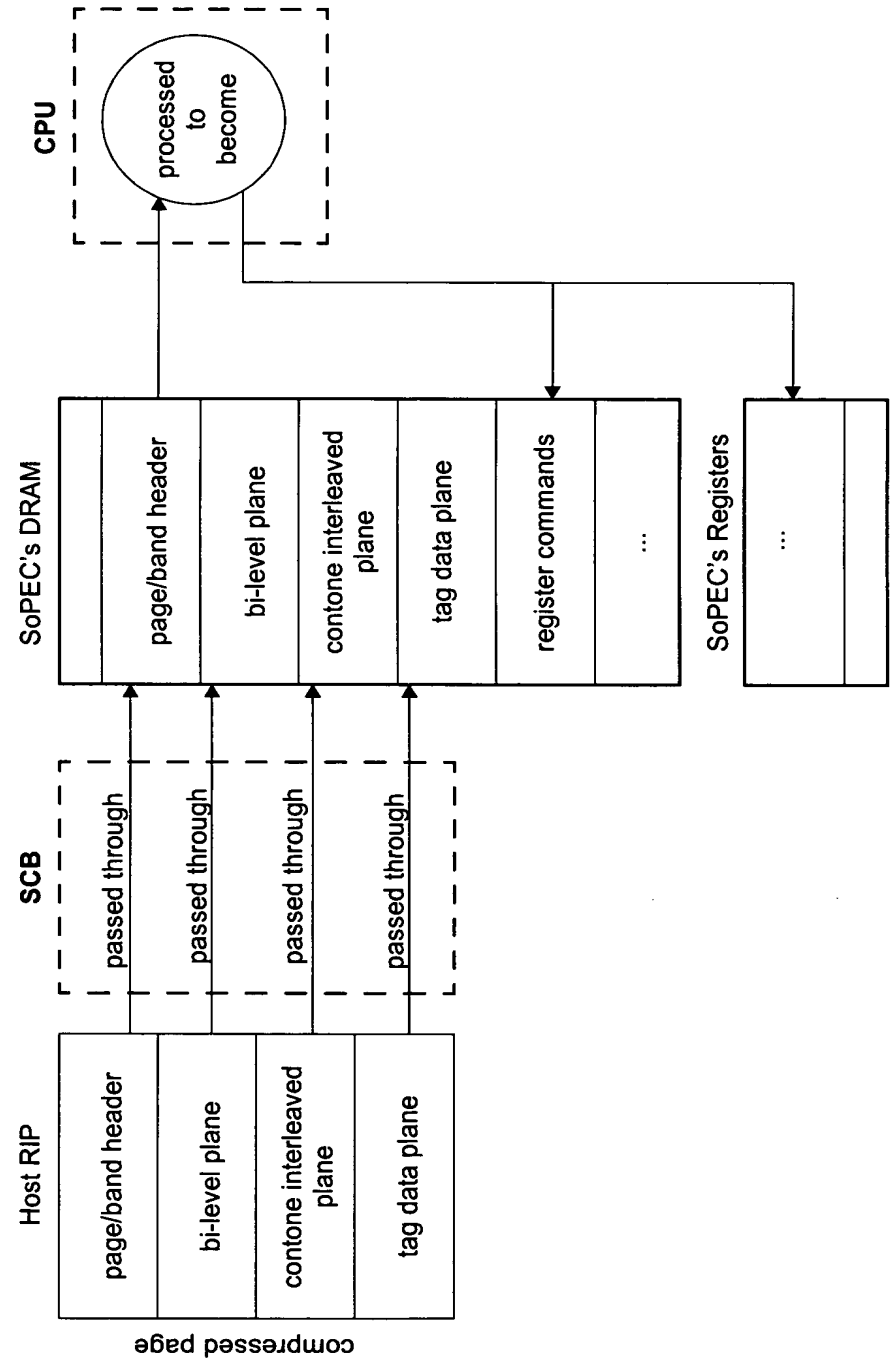 compressed page
Host RIP
page/band header
bi-level plane
contone interleaved
plane
tag data plane
SCB
passed through
passed through
passed through
passed through
SoPEC's DRAM
page/band header
bi-level plane
contone interleaved
plane
tag data plane
register commands
...
SoPEC's Registers
...
CPU
processed
to
become